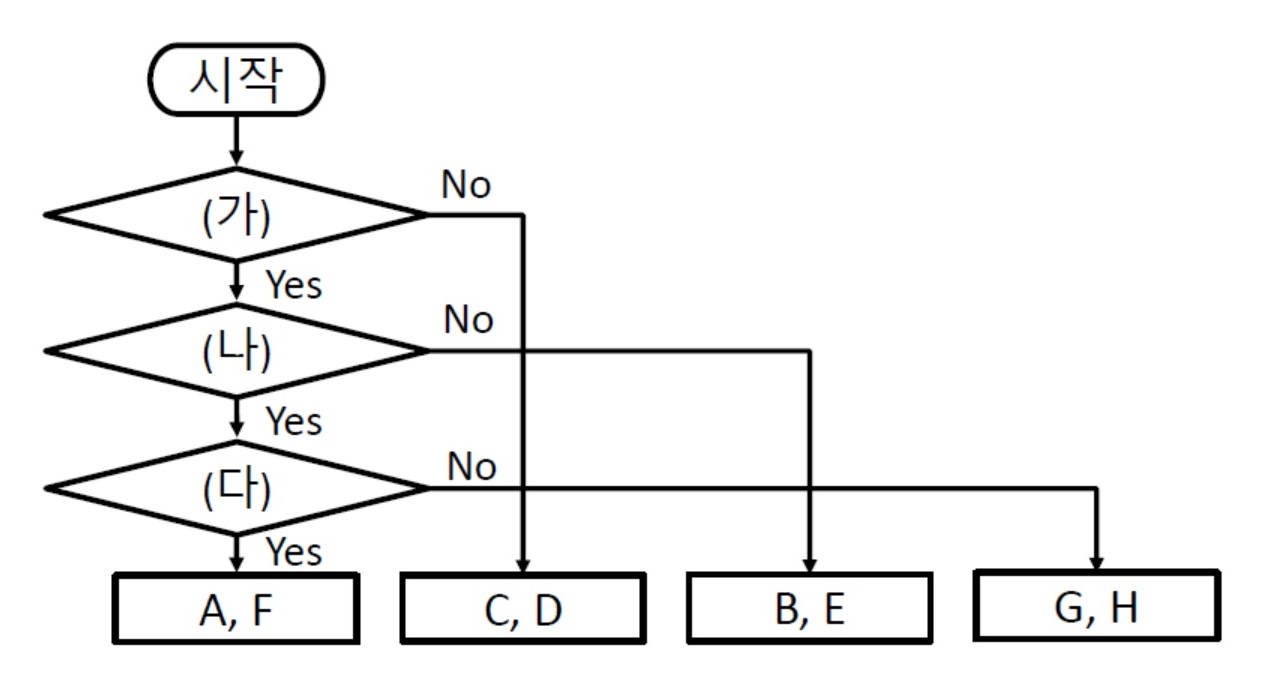 시작
No
(가)
Yes
No
(나)
Yes
No
(다)
Yes
A, F
C, D
B, E
G, H